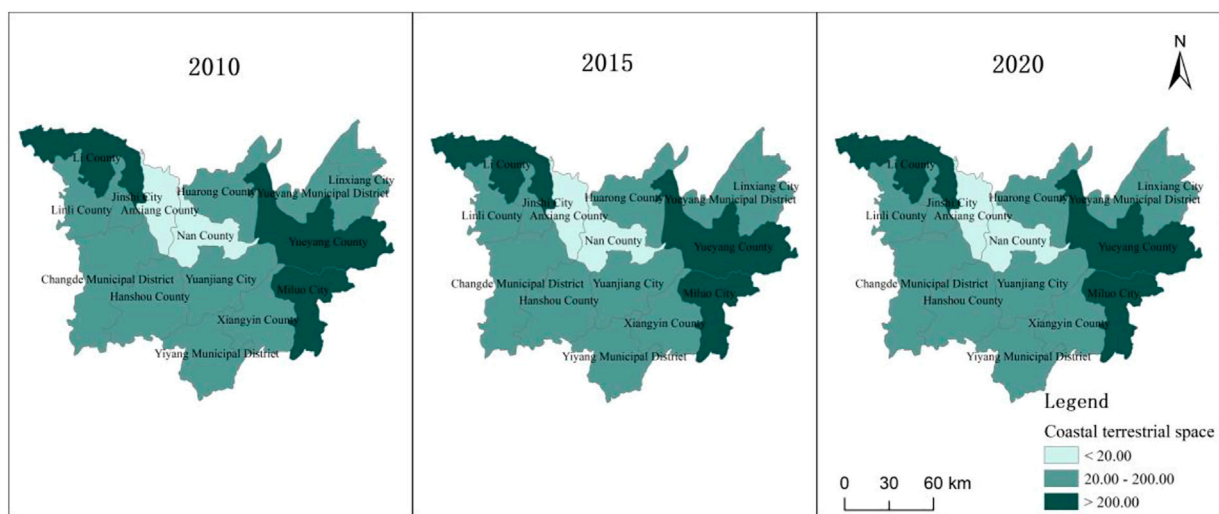 2010
Li County
Jinshi City
Huarong County
Linxiang City
Yueyang Municipal District
Linli County
Anxiang County
Nan County
Yueyang County
Changde Municipal District
Yuanjiang City
Miluo City
Hanshou County
Xiangyin County
Yiyang Municipal District
2015
Li County
Jinshi City
Huarong County
Linxiang City
Yueyang Municipal District
Linli County
Anxiang County
Nan County
Yueyang County
Changde Municipal District
Yuanjiang City
Miluo City
Hanshou County
Xiangyin County
Yiyang Municipal District
2020
N
Li County
Jinshi City
Huarong County
Linxiang City
Yueyang Municipal District
Linli County
Anxiang County
Nan County
Yueyang County
Changde Municipal District
Yuanjiang City
Miluo City
Hanshou County
Xiangyin County
Yiyang Municipal District
Legend
Coastal terrestrial space
< 20.00
20.00 - 200.00
> 200.00
0 30 60 km